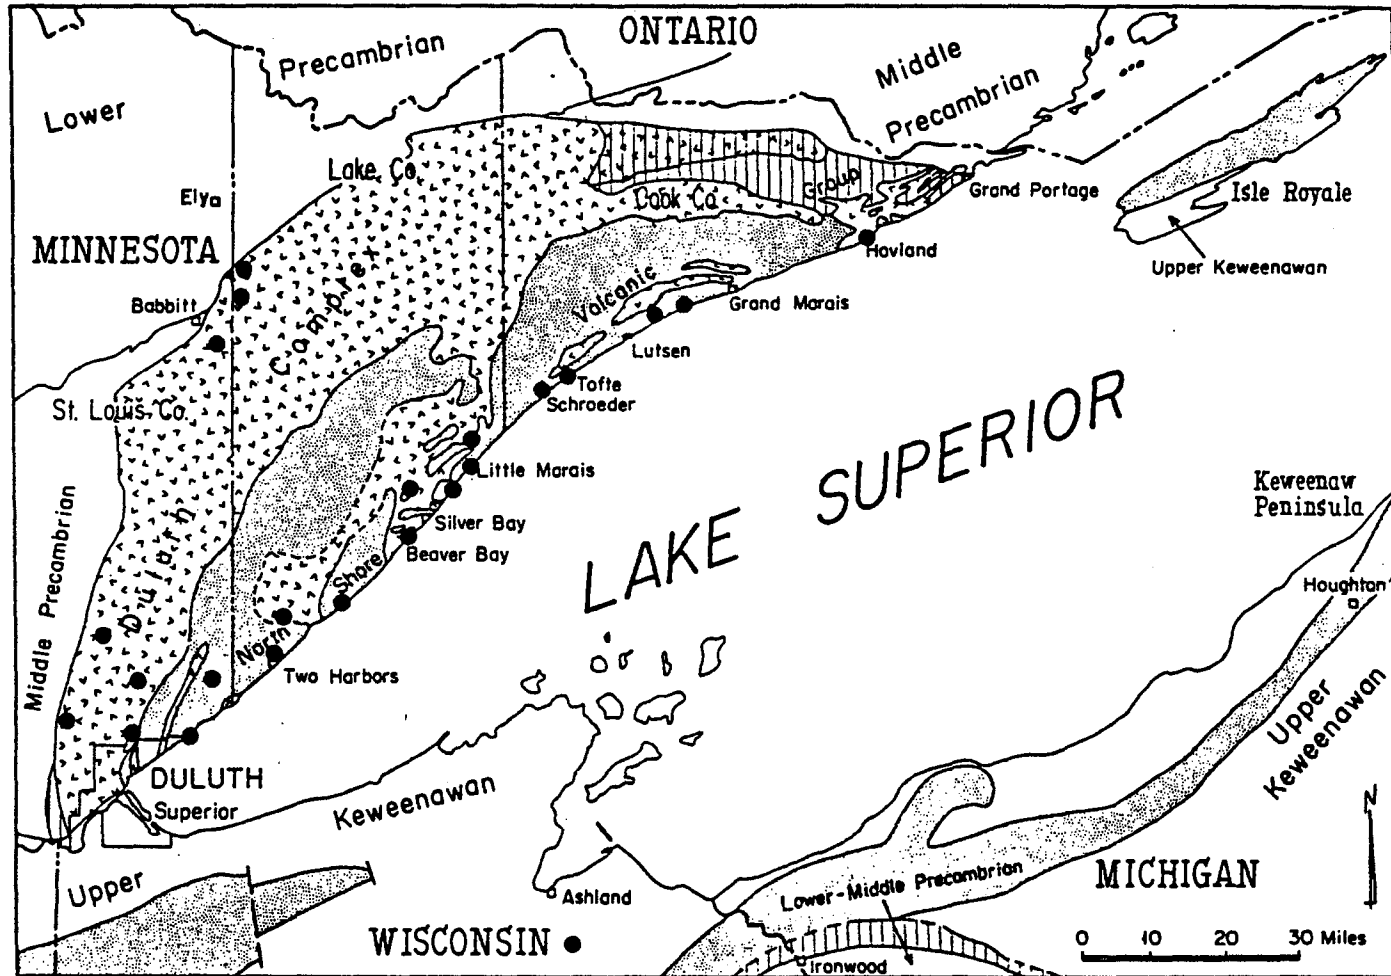 ONTARIO
Precambrian
Middle
Precambrian
Lower
Lake Co.
Group
Grand Portage
Isle Royale
Ely
Cook Co
MINNESOTA
Hovland
Upper Keweenawan
Complex
Babbitt
Volcanic
Grand Marais
Lutsen
Tofte
Schroeder
St. Louis Co.
LAKE SUPERIOR
Little Marais
Keweenaw
Peninsula
Silver Bay
Beaver Bay
Middle Precambrian
Duluth
Shore
Houghton
North
Two Harbors
Upper
Keweenawan
DULUTH
Superior
Keweenawan
N
Upper
Ashland
Lower-Middle Precambrian
MICHIGAN
WISCONSIN
Ironwood
0 10 20 30 Miles